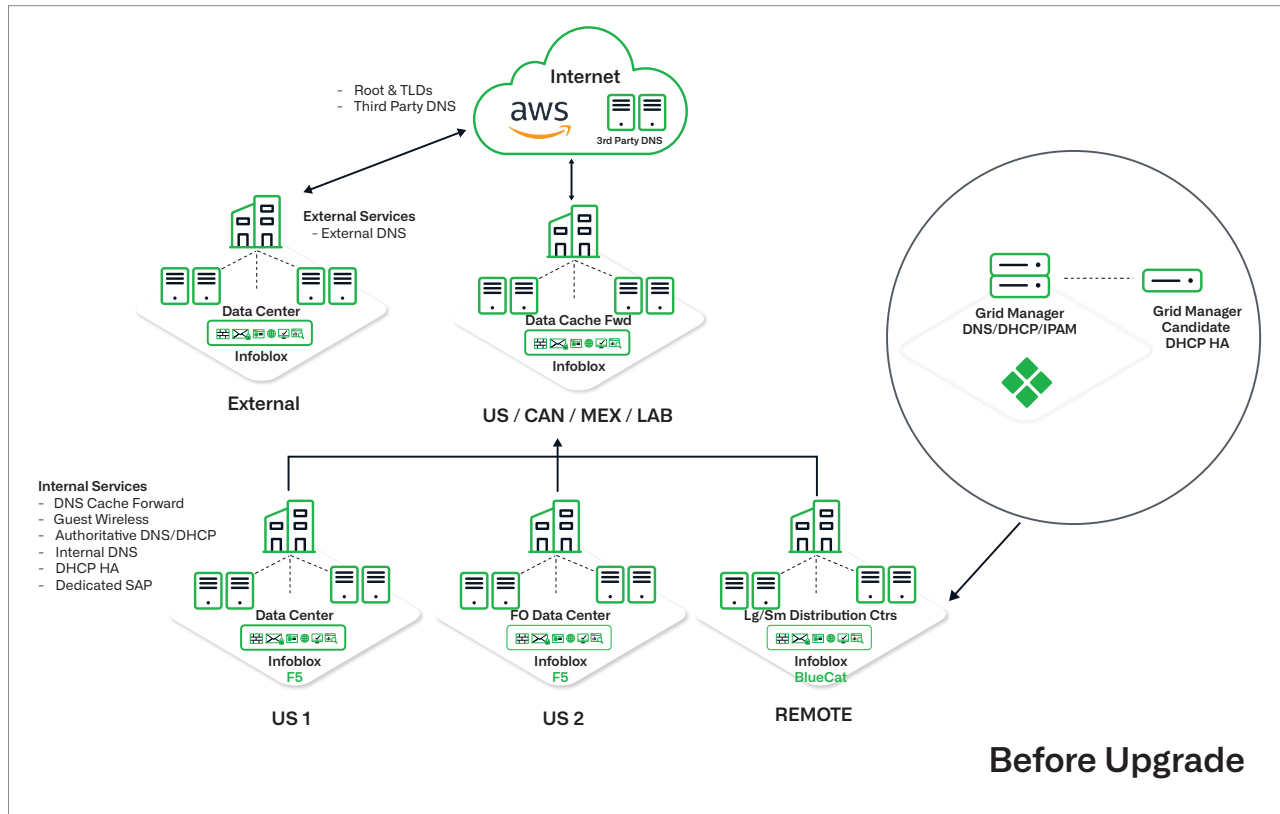 Internet
aws
3rd Party DNS
- Root & TLDs
- Third Party DNS
External Services
- External DNS
Data Center
Infoblox
External
Data Cache Fwd
Infoblox
US / CAN / MEX / LAB
Grid Manager
DNS/DHCP/IPAM
Grid Manager
Candidate
DHCP HA
Internal Services
- DNS Cache Forward
- Guest Wireless
- Authoritative DNS/DHCP
- Internal DNS
- DHCP HA
- Dedicated SAP
Data Center
Infoblox
F5
US 1
FO Data Center
Infoblox
F5
US 2
Lg/Sm Distribution Ctrs
Infoblox
BlueCat
REMOTE
Before Upgrade